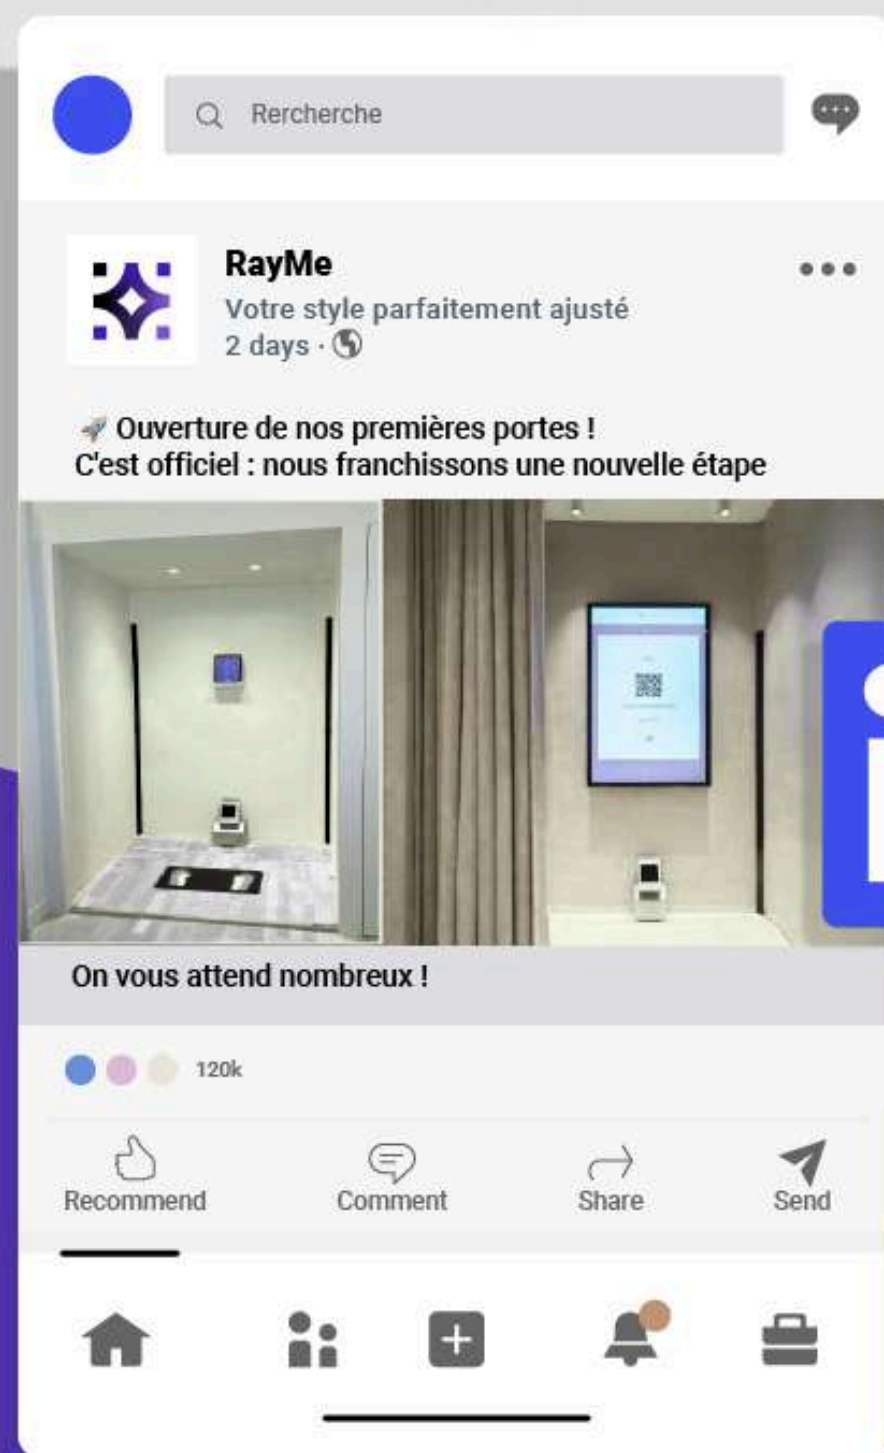 Rercherche
RayMe
Votre style parfaitement ajusté
2 days ·
🚀 Ouverture de nos premières portes !
C'est officiel : nous franchissons une nouvelle étape
On vous attend nombreux !
120k
Recommend
Comment
Share
Send